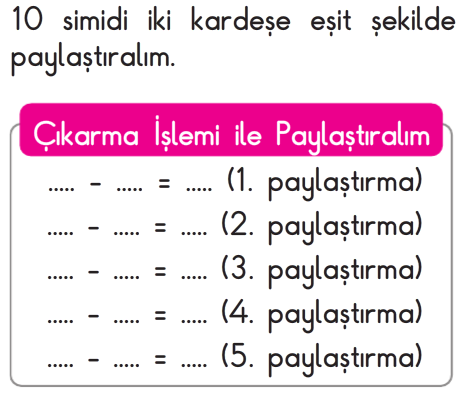 10 simidi iki kardeşe eşit şekilde
paylaştıralım.
Çıkarma İşlemi ile Paylaştıralım
..... - ..... = ..... (1. paylaştırma)
..... - ..... = ..... (2. paylaştırma)
..... - ..... = ..... (3. paylaştırma)
..... - ..... = ..... (4. paylaştırma)
..... - ..... = ..... (5. paylaştırma)